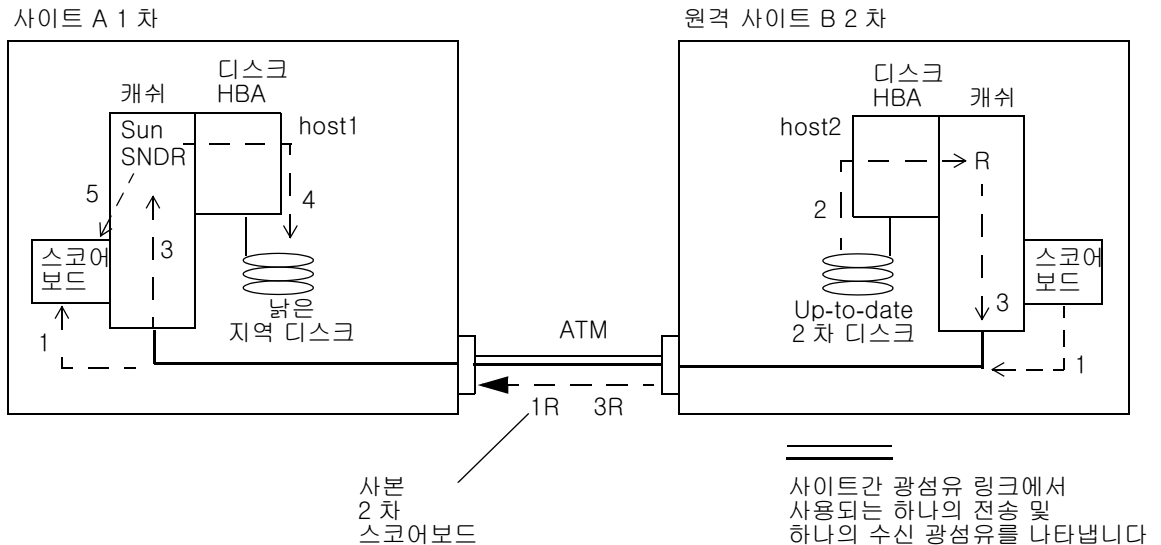 사이트 A 1 차
원격 사이트 B 2 차
디스크
HBA
캐쉬
Sun
SNDR
host1
5
4
3
스코어
보드
1
낡은
지역 디스크
디스크
HBA
캐쉬
host2
R
2
스코어
보드
3
Up-to-date
2 차 디스크
1
ATM
1R 3R
사본
2 차
스코어보드
사이트간 광섬유 링크에서
사용되는 하나의 전송 및
하나의 수신 광섬유를 나타냅니다